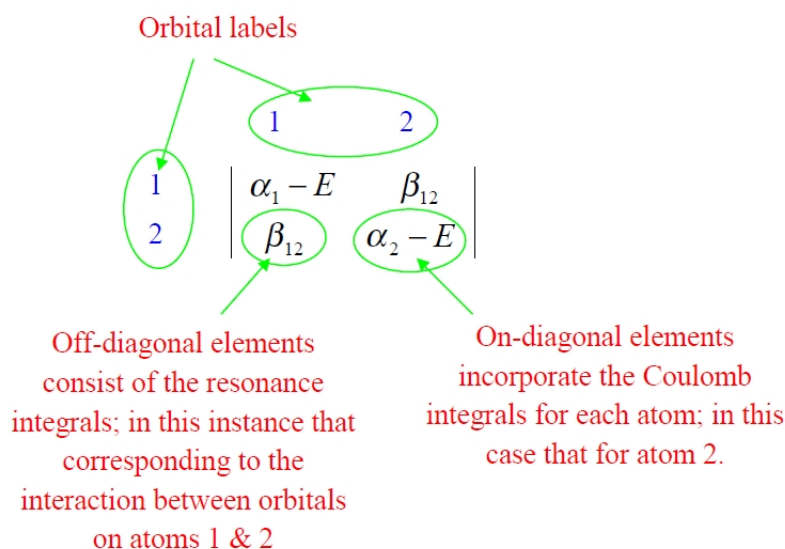 Orbital labels
1 2
1 α₁ − E β₁₂
2 β₁₂ α₂ − E
Off-diagonal elements
consist of the resonance
integrals; in this instance that
corresponding to the
interaction between orbitals
on atoms 1 & 2
On-diagonal elements
incorporate the Coulomb
integrals for each atom; in this
case that for atom 2.